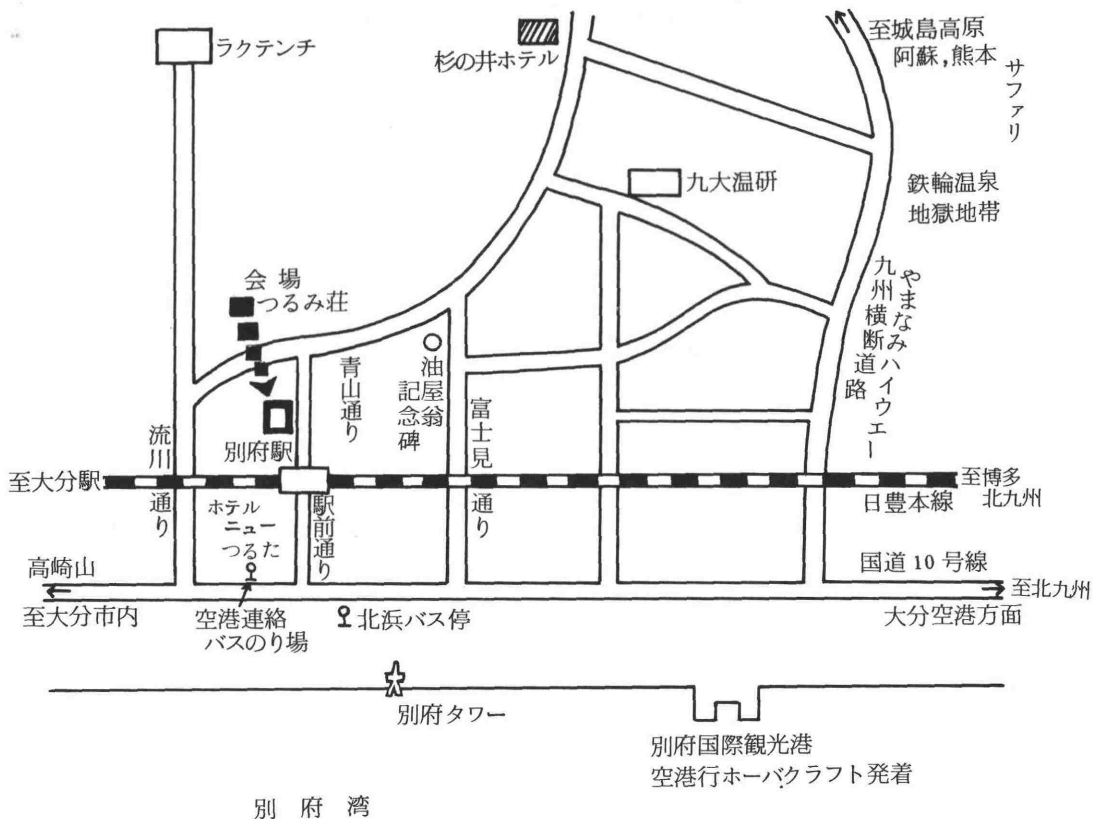 ラクテンチ
杉の井ホテル
至城島高原
阿蘇,熊本
サファリ
九大温研
鉄輪温泉
地獄地帯
会場
つるみ荘
やまなみハイウエー
九州横断道路
青山通り
油屋翁
記念碑
富士見通り
流川通り
別府駅
至大分駅
至博多
北九州
日豊本線
ホテル
ニュー
つるた
駅前通り
高崎山
国道10号線
至北九州
至大分市内
空港連絡
バスのり場
北浜バス停
大分空港方面
別府タワー
別府国際観光港
空港行ホーバクラフト発着
別府湾